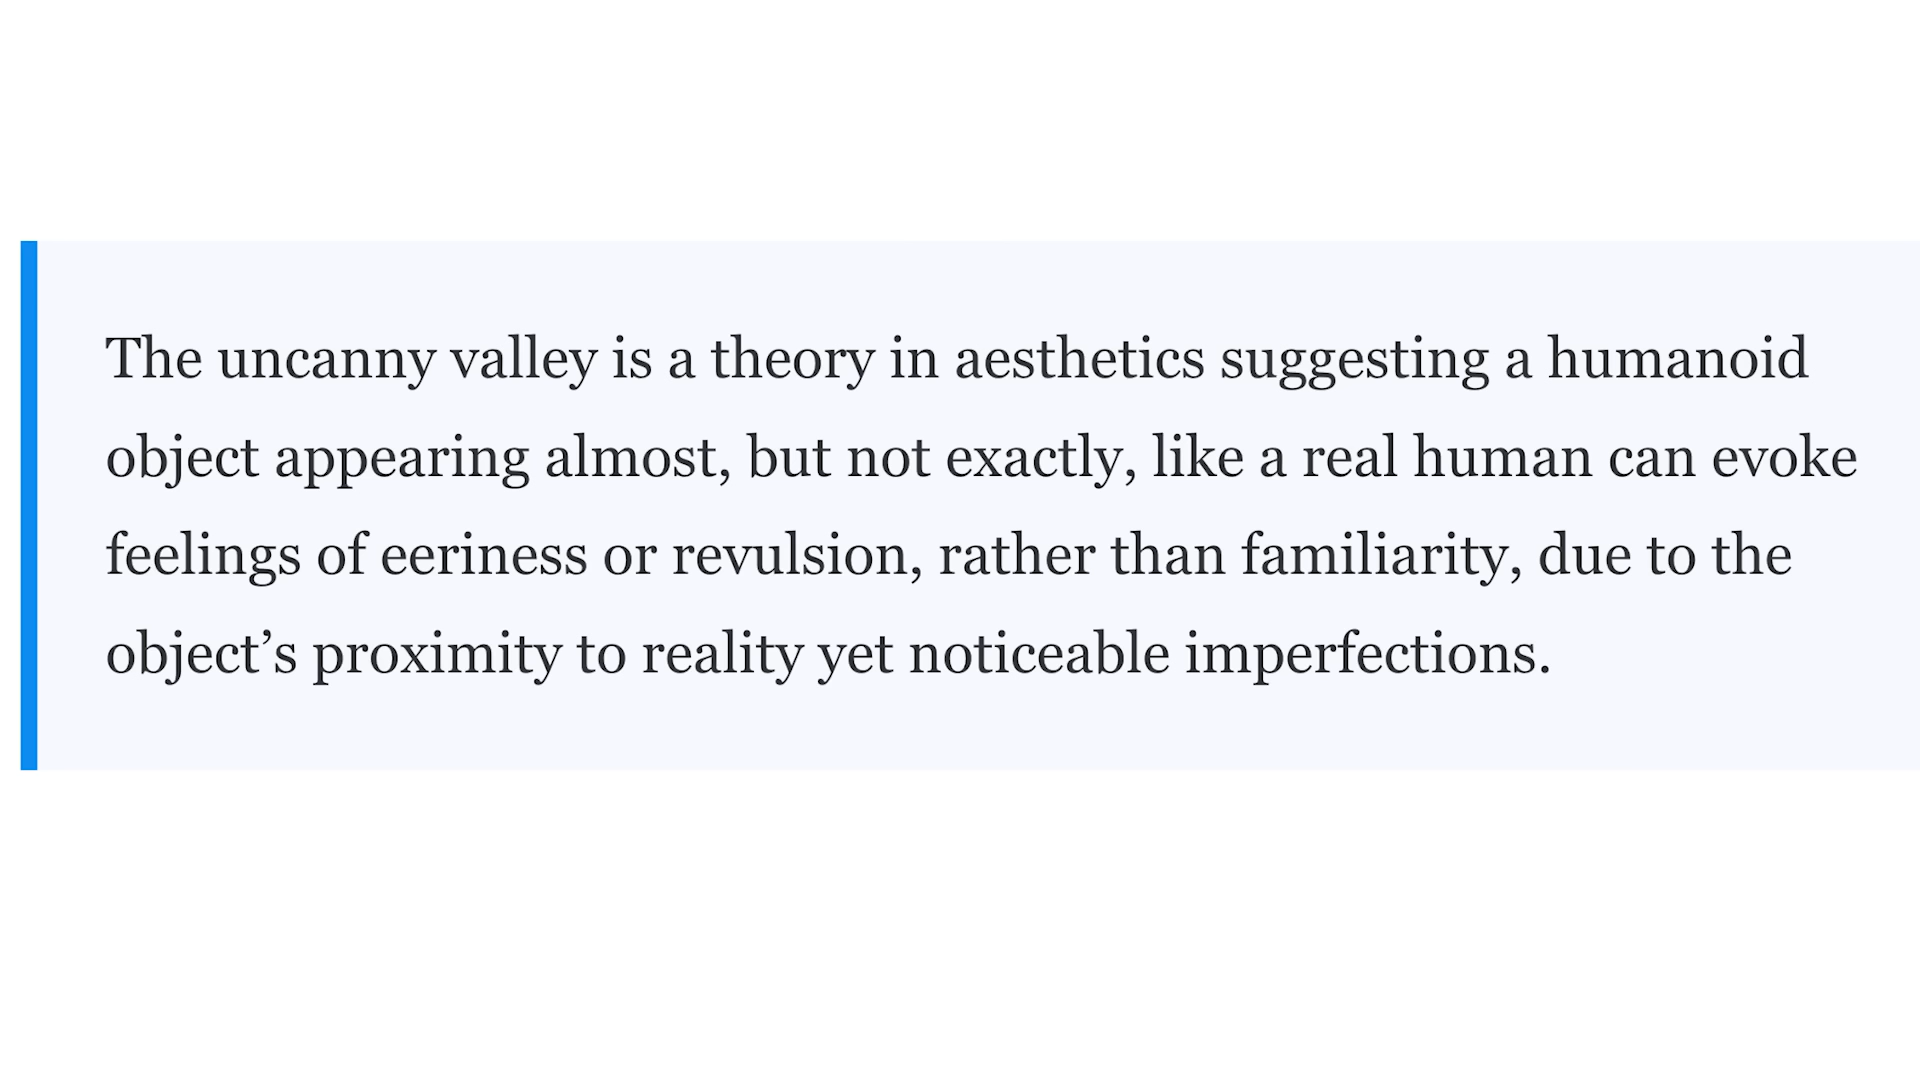 The uncanny valley is a theory in aesthetics suggesting a humanoid
object appearing almost, but not exactly, like a real human can evoke
feelings of eeriness or revulsion, rather than familiarity, due to the
object’s proximity to reality yet noticeable imperfections.